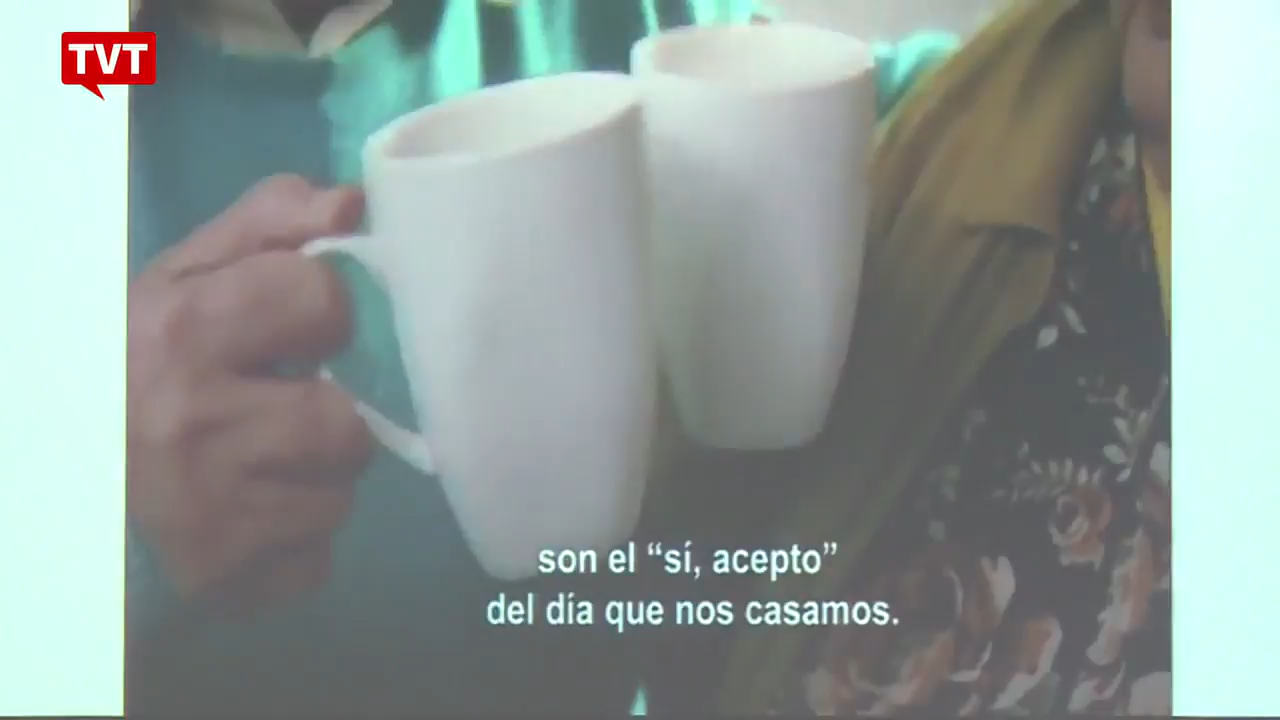 TVT
son el “sí, acepto”
del día que nos casamos.